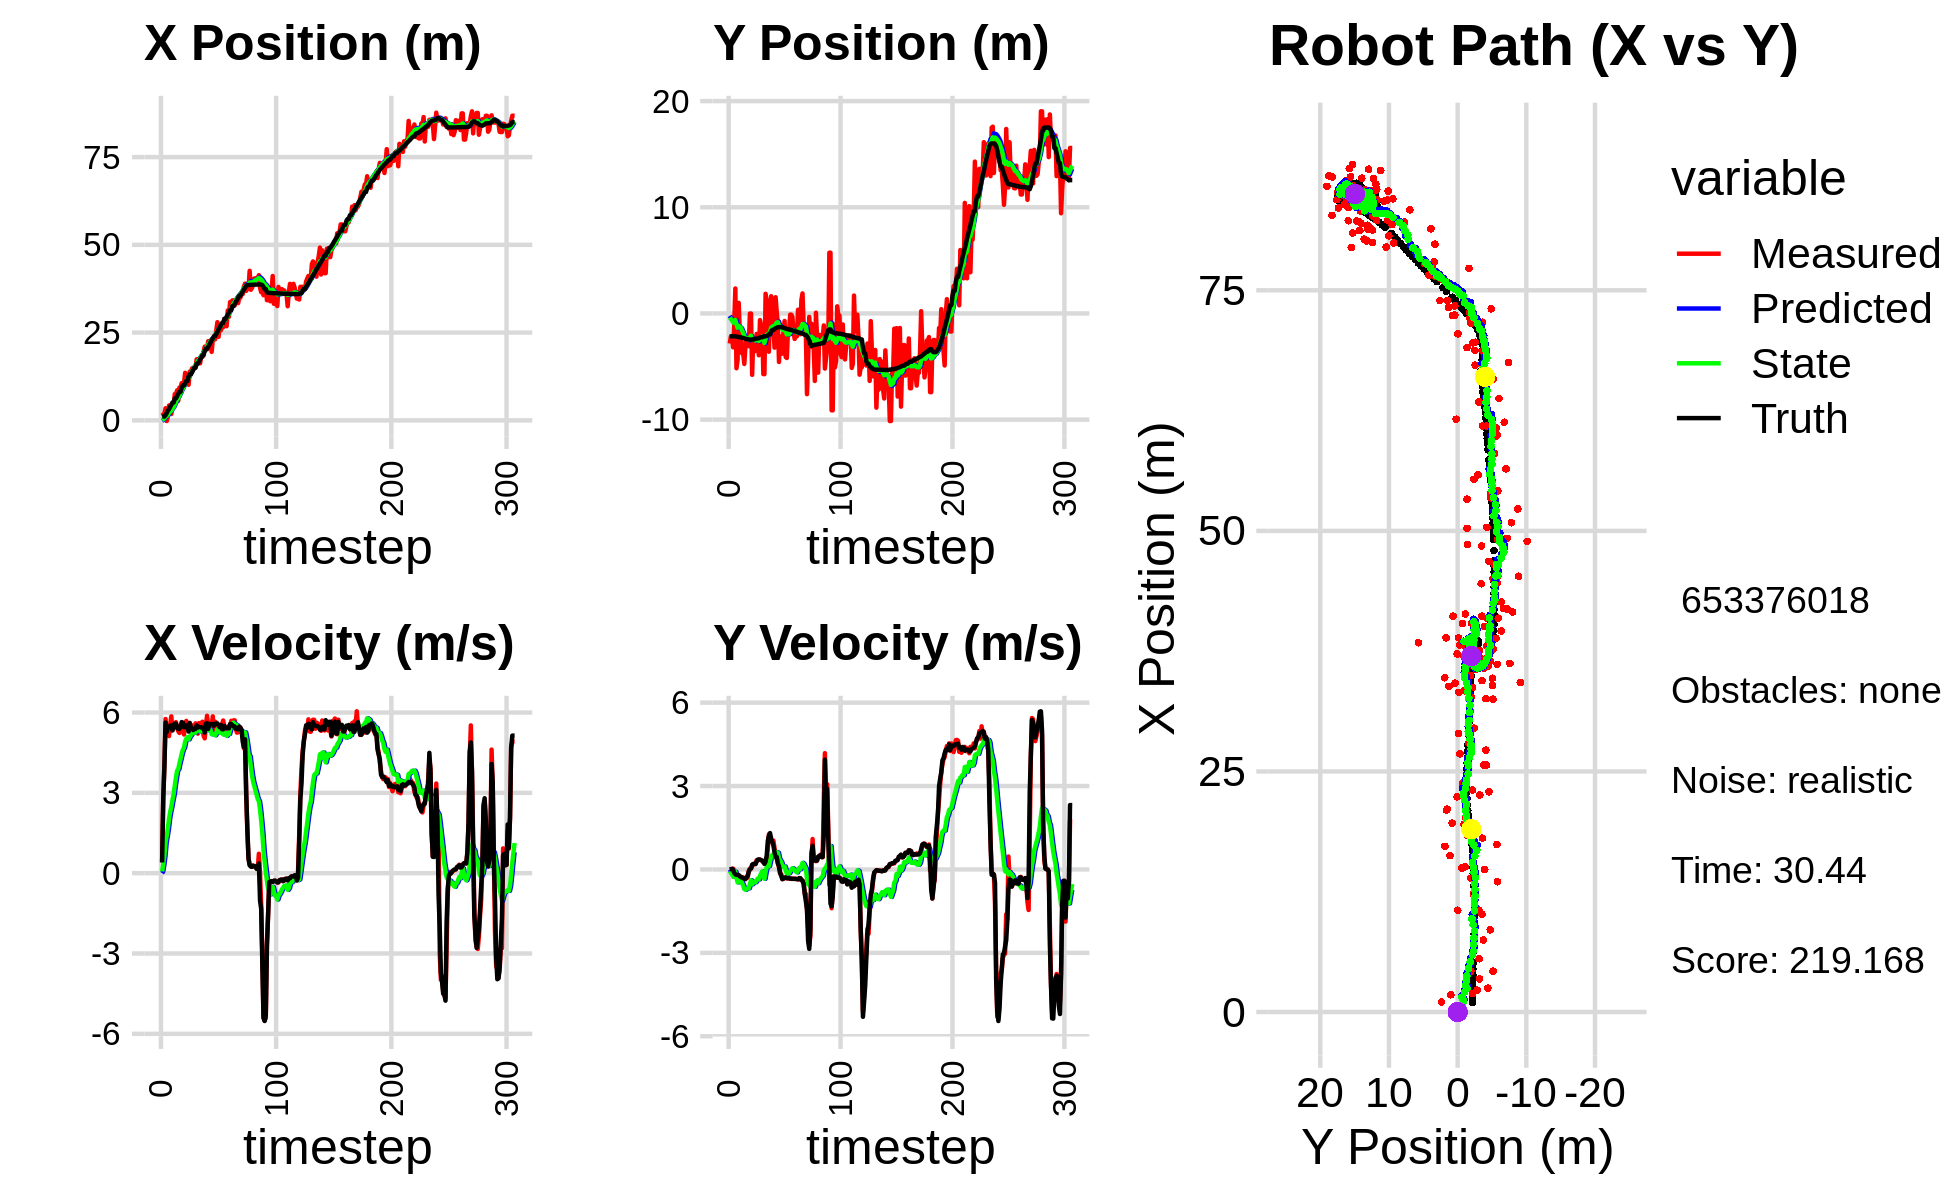 X Position (m)
75
50
25
0
0
100
200
300
timestep
Y Position (m)
20
10
0
-10
0
100
200
300
timestep
X Velocity (m/s)
6
3
0
-3
-6
0
100
200
300
timestep
Y Velocity (m/s)
6
3
0
-3
-6
0
100
200
300
timestep
Robot Path (X vs Y)
X Position (m)
75
50
25
0
20 10 0 -10 -20
Y Position (m)
variable
Measured
Predicted
State
Truth
653376018
Obstacles: none
Noise: realistic
Time: 30.44
Score: 219.168